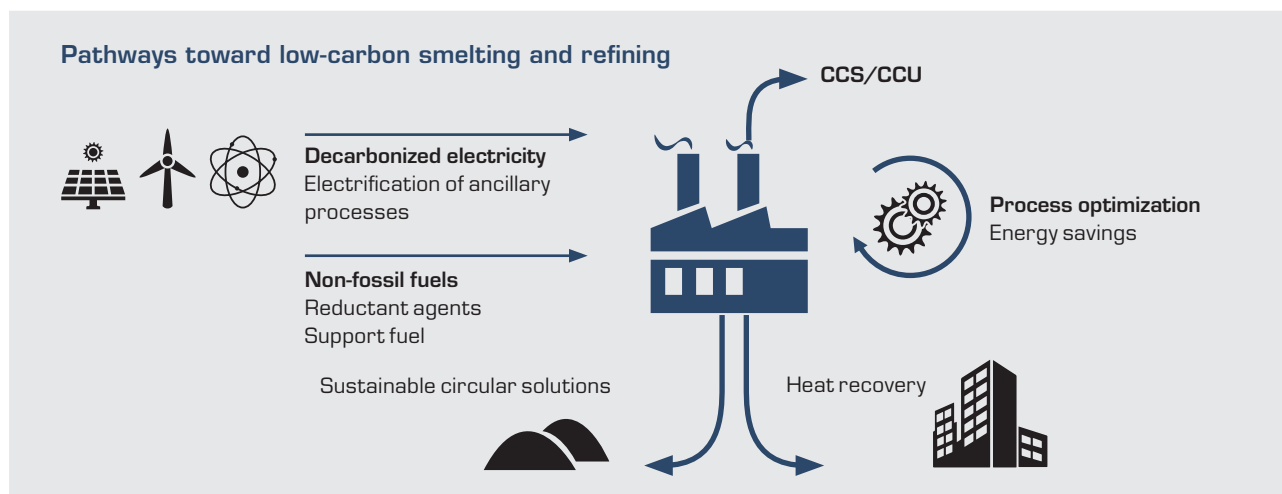 Pathways toward low-carbon smelting and refining
CCS/CCU
Decarbonized electricity
Electrification of ancillary
processes
Process optimization
Energy savings
Non-fossil fuels
Reductant agents
Support fuel
Sustainable circular solutions
Heat recovery